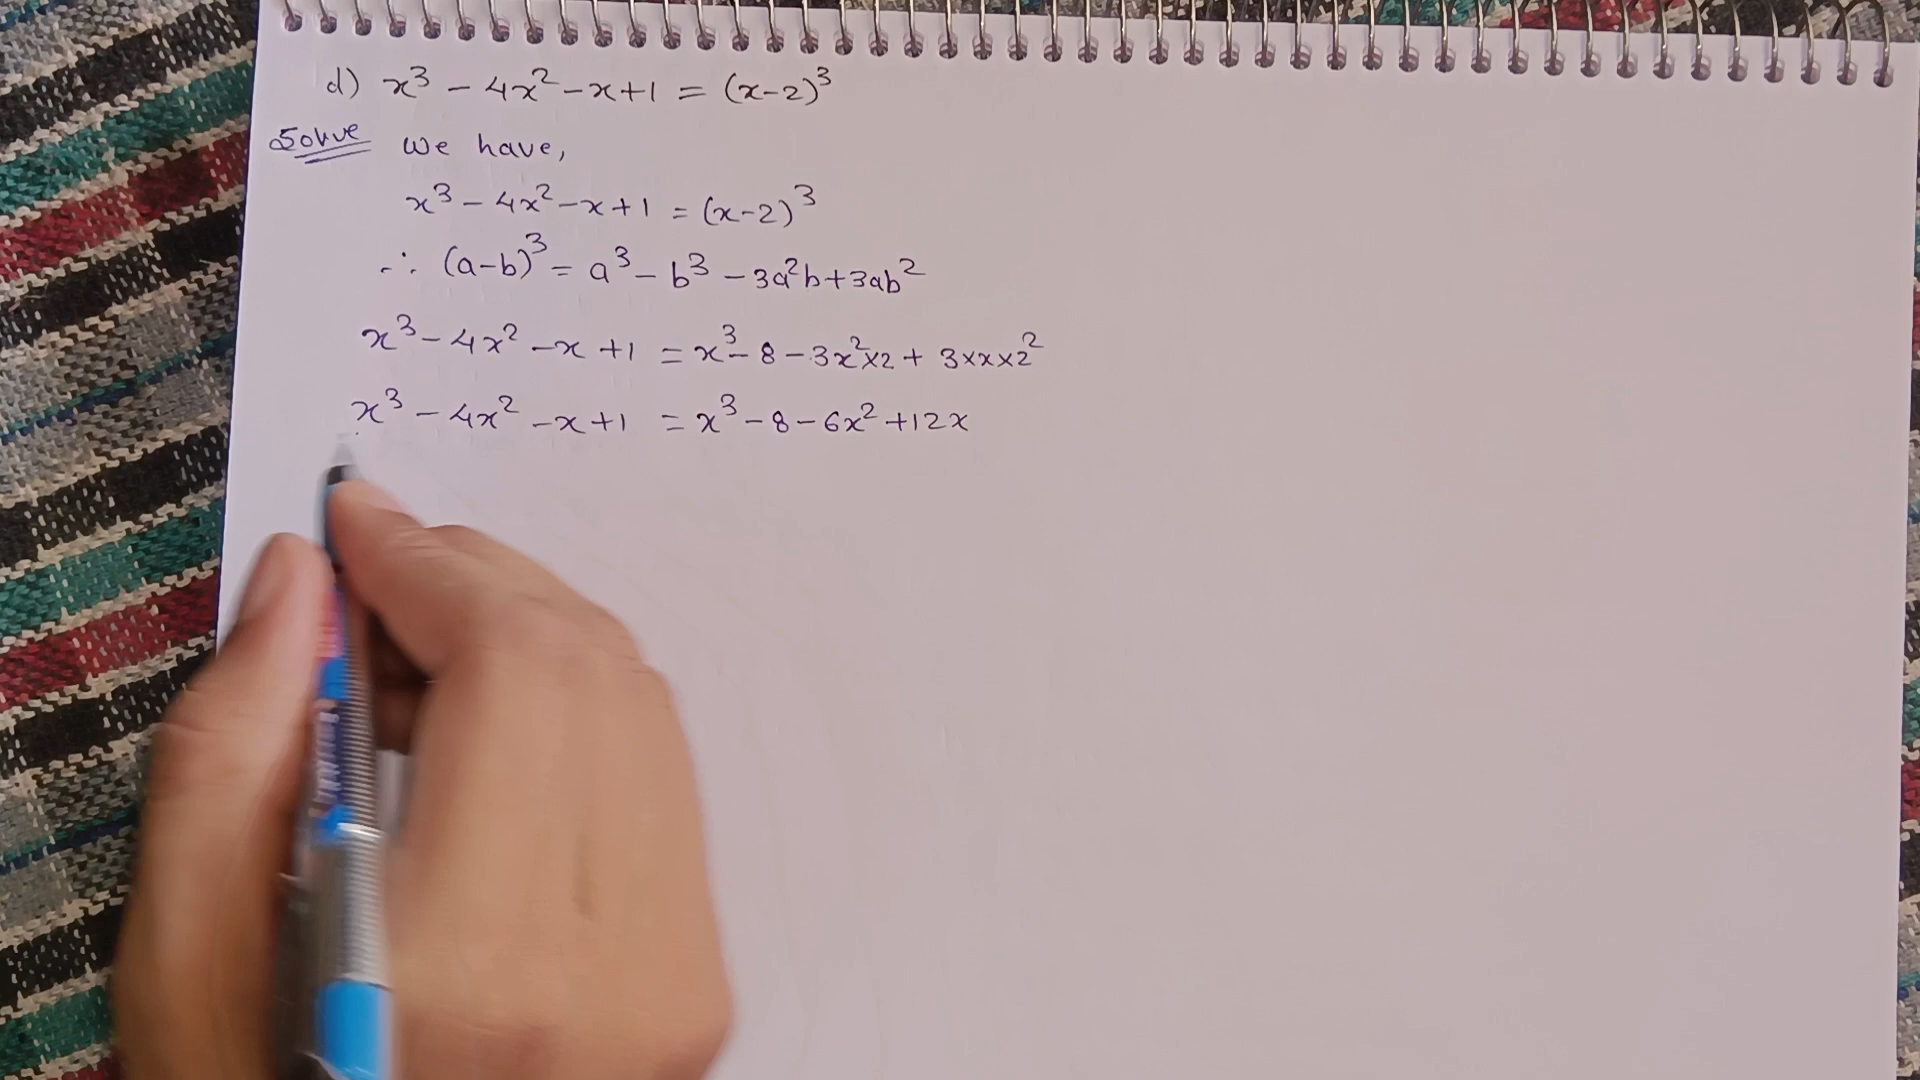 d) x³ - 4x² - x + 1 = (x-2)³
Solve we have,
x³ - 4x² - x + 1 = (x-2)³
∴ (a-b)³ = a³ - b³ - 3a²b + 3ab²
x³ - 4x² - x + 1 = x³ - 8 - 3x²×2 + 3×x×2²
x³ - 4x² - x + 1 = x³ - 8 - 6x² + 12x